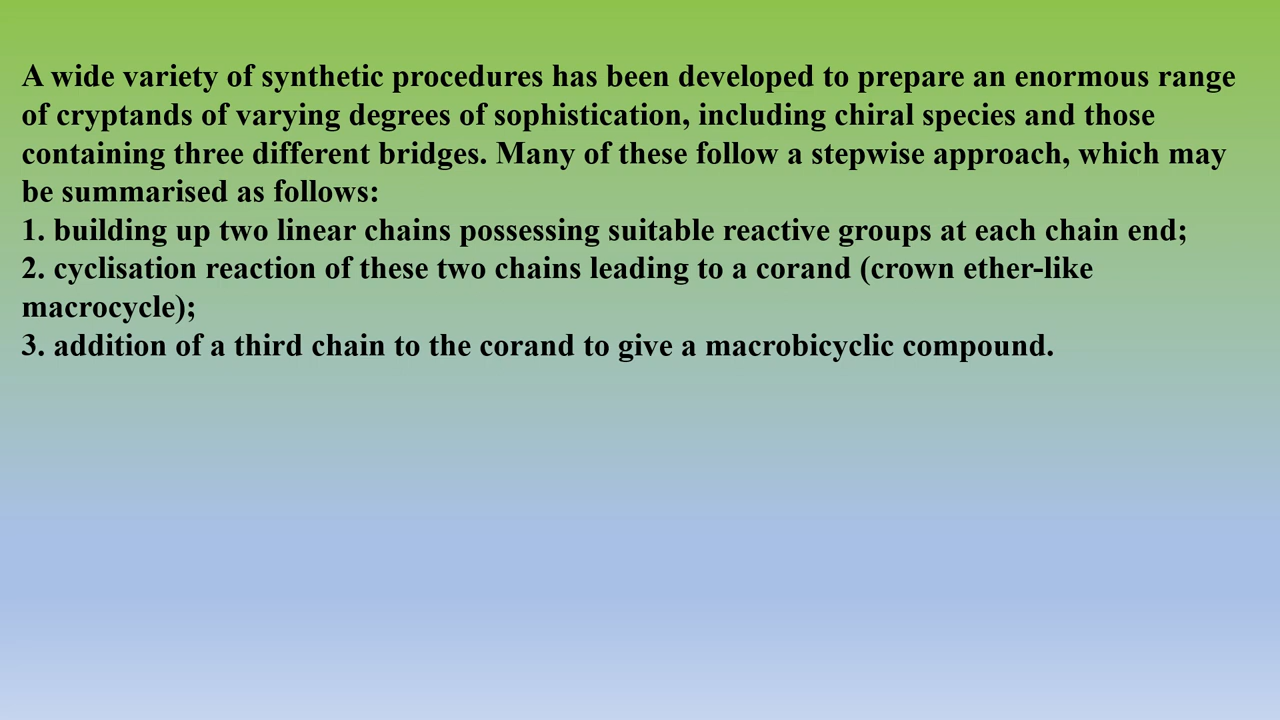 A wide variety of synthetic procedures has been developed to prepare an enormous range
of cryptands of varying degrees of sophistication, including chiral species and those
containing three different bridges. Many of these follow a stepwise approach, which may
be summarised as follows:
1. building up two linear chains possessing suitable reactive groups at each chain end;
2. cyclisation reaction of these two chains leading to a corand (crown ether-like
macrocycle);
3. addition of a third chain to the corand to give a macrobicyclic compound.